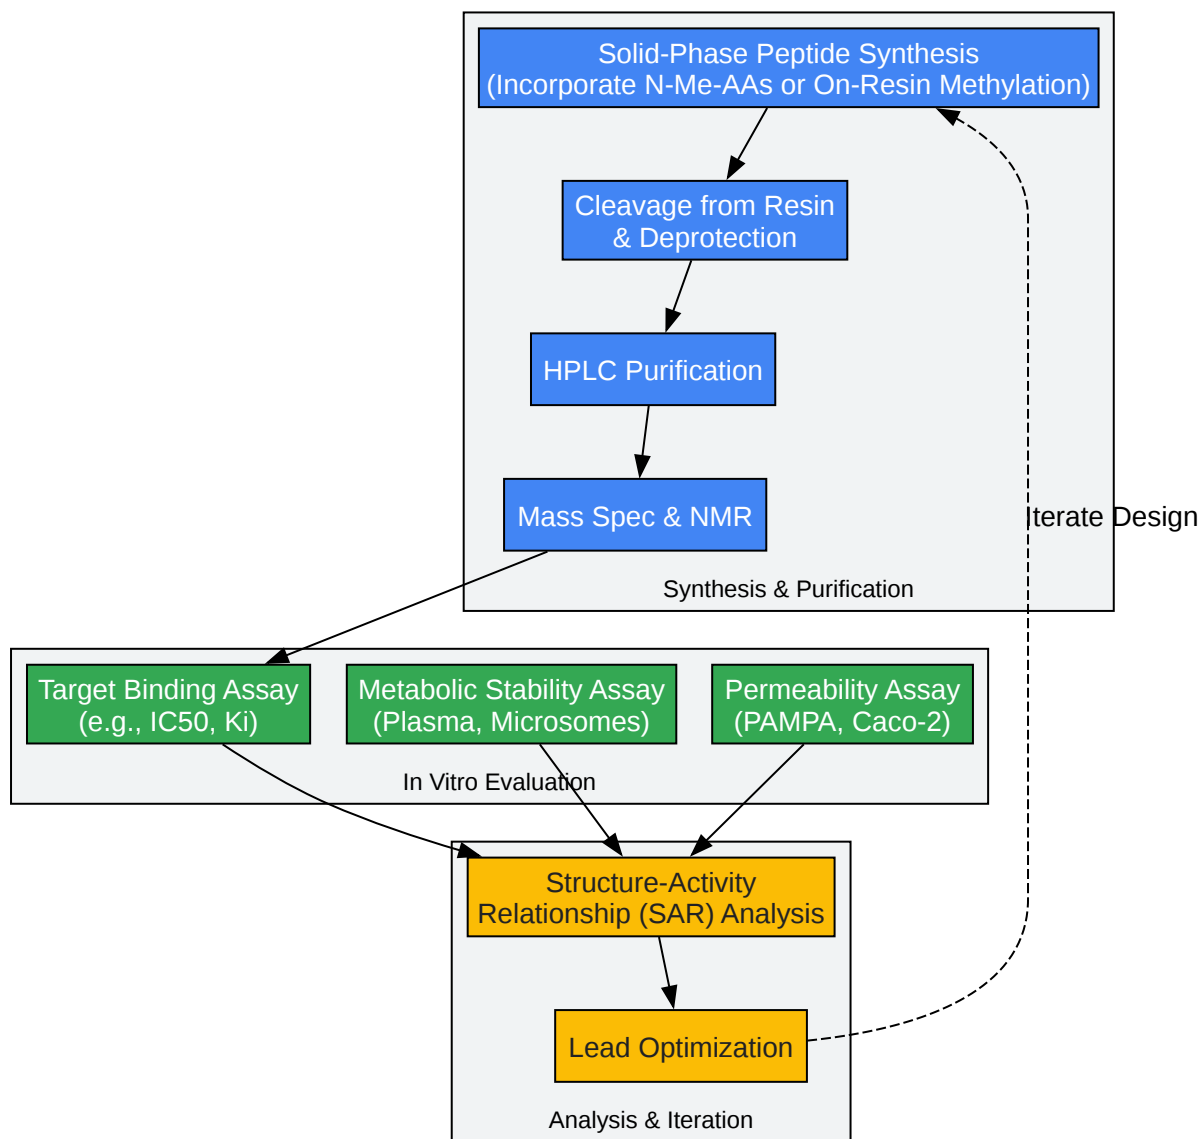 Solid-Phase Peptide Synthesis
(Incorporate N-Me-AAs or On-Resin Methylation)
Cleavage from Resin
& Deprotection
HPLC Purification
Mass Spec & NMR
Iterate Design
Synthesis & Purification
Target Binding Assay
(e.g., IC50, Ki)
Metabolic Stability Assay
(Plasma, Microsomes)
Permeability Assay
(PAMPA, Caco-2)
In Vitro Evaluation
Structure-Activity
Relationship (SAR) Analysis
Lead Optimization
Analysis & Iteration